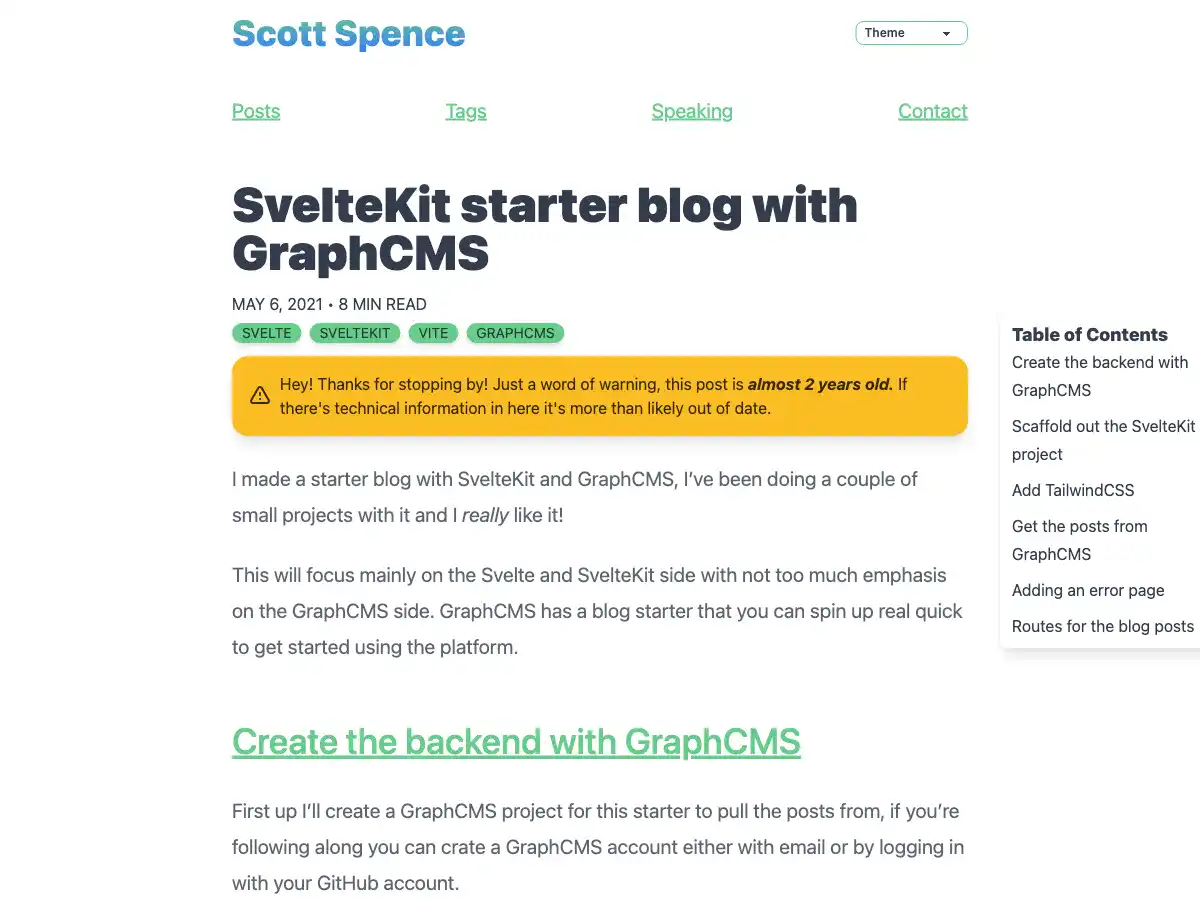 Scott Spence
Theme
Posts
Tags
Speaking
Contact
SvelteKit starter blog with
GraphCMS
MAY 6, 2021 • 8 MIN READ
SVELTE
SVELTEKIT
VITE
GRAPHCMS
Hey! Thanks for stopping by! Just a word of warning, this post is almost 2 years old. If
there's technical information in here it's more than likely out of date.
I made a starter blog with SvelteKit and GraphCMS, I’ve been doing a couple of
small projects with it and I really like it!
This will focus mainly on the Svelte and SvelteKit side with not too much emphasis
on the GraphCMS side. GraphCMS has a blog starter that you can spin up real quick
to get started using the platform.
Create the backend with GraphCMS
First up I’ll create a GraphCMS project for this starter to pull the posts from, if you’re
following along you can crate a GraphCMS account either with email or by logging in
with your GitHub account.
Table of Contents
Create the backend with
GraphCMS
Scaffold out the SvelteKit
project
Add TailwindCSS
Get the posts from
GraphCMS
Adding an error page
Routes for the blog posts